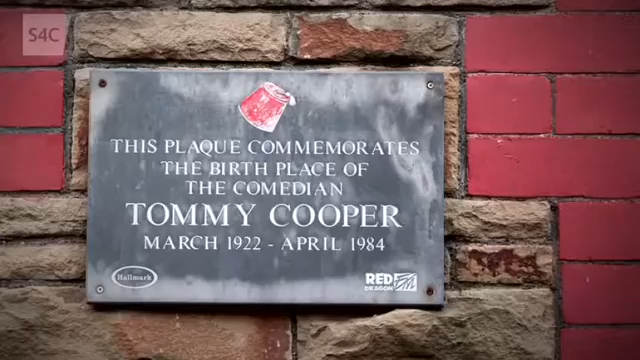 S4C
THIS PLAQUE COMMEMORATES
THE BIRTH PLACE OF
THE COMEDIAN
TOMMY COOPER
MARCH 1922 - APRIL 1984
Hallmark
RED
DRAGON